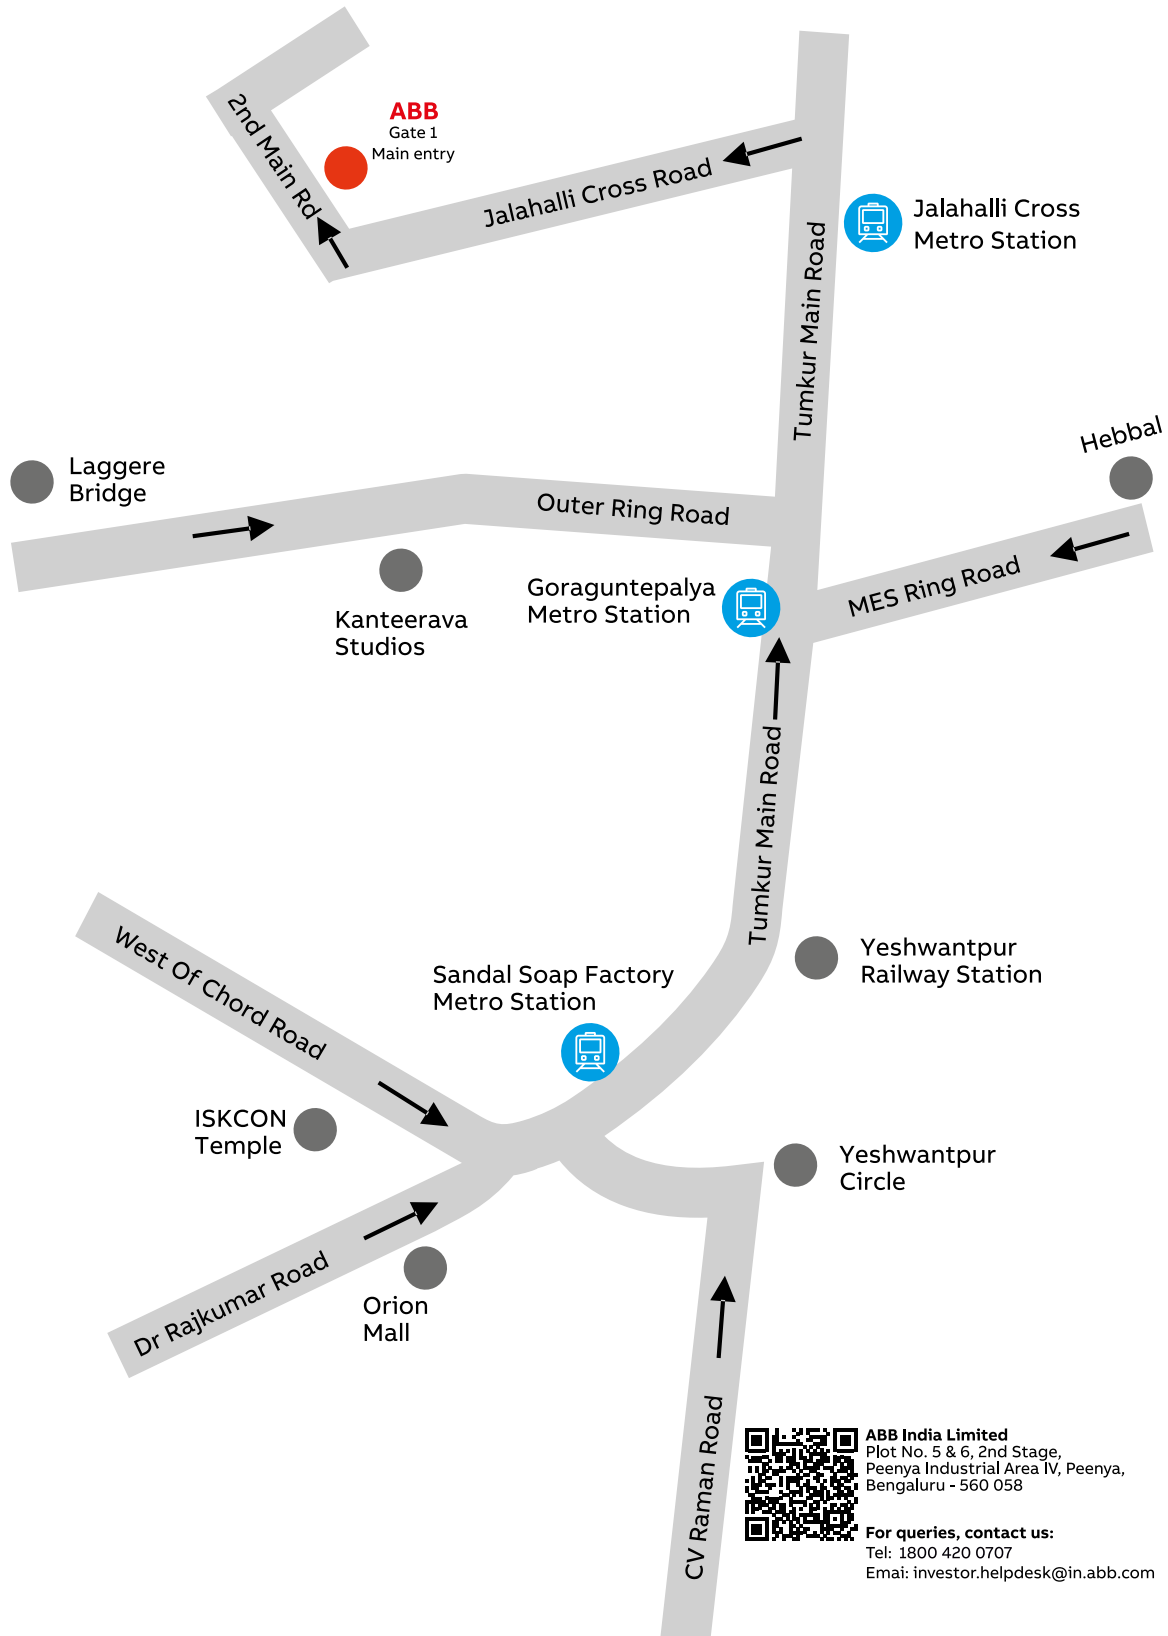 ABB
Gate 1
Main entry
2nd Main Rd
Jalahalli Cross Road
Jalahalli Cross
Metro Station
Tumkur Main Road
Hebbal
Laggere
Bridge
Outer Ring Road
MES Ring Road
Goraguntepalya
Metro Station
Kanteerava
Studios
Tumkur Main Road
West Of Chord Road
Yeshwantpur
Railway Station
Sandal Soap Factory
Metro Station
ISKCON
Temple
Yeshwantpur
Circle
Dr Rajkumar Road
Orion
Mall
CV Raman Road
ABB India Limited
Plot No. 5 & 6, 2nd Stage,
Peenya Industrial Area IV, Peenya,
Bengaluru - 560 058
For queries, contact us:
Tel: 1800 420 0707
Emai: investor.helpdesk@in.abb.com